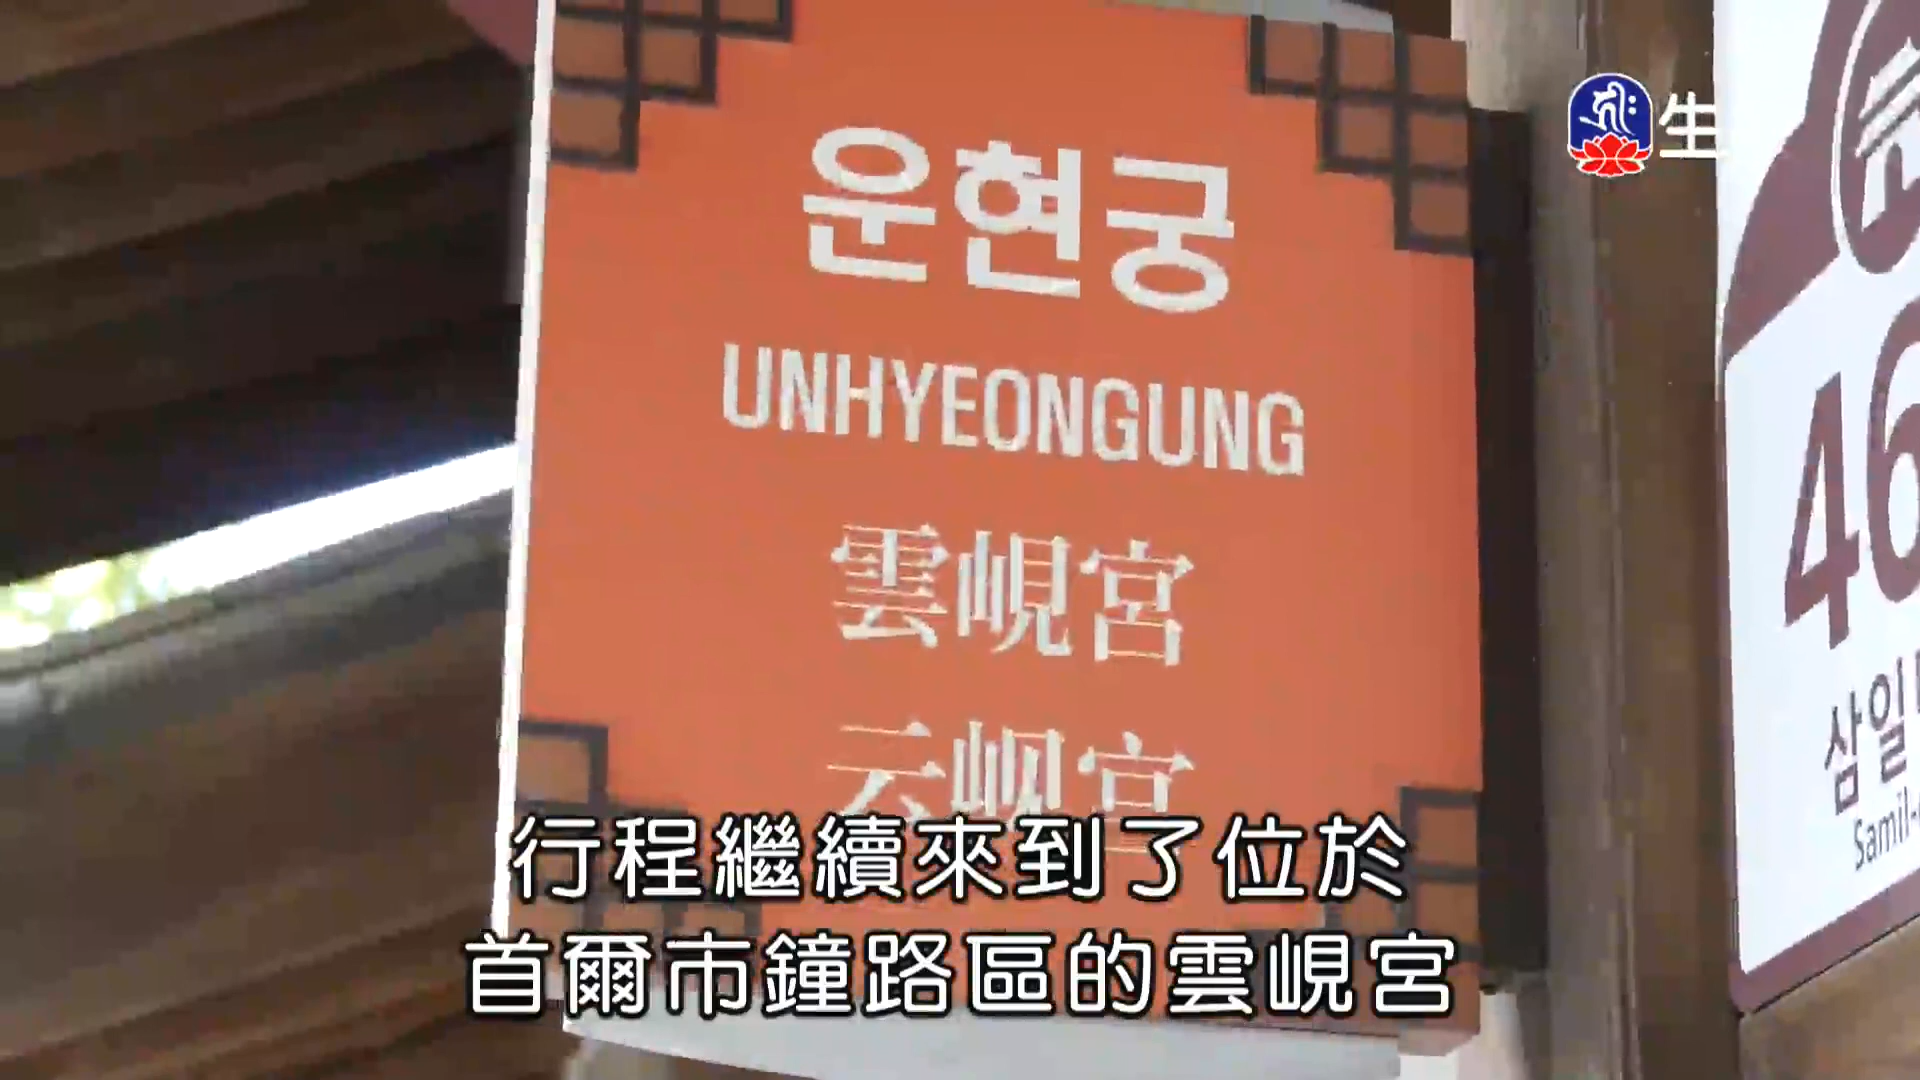 운현궁
UNHYEONGUNG
雲峴宮
云岘宫
生
46
삼일
Samil-
行程繼續來到了位於
首爾市鐘路區的雲峴宮